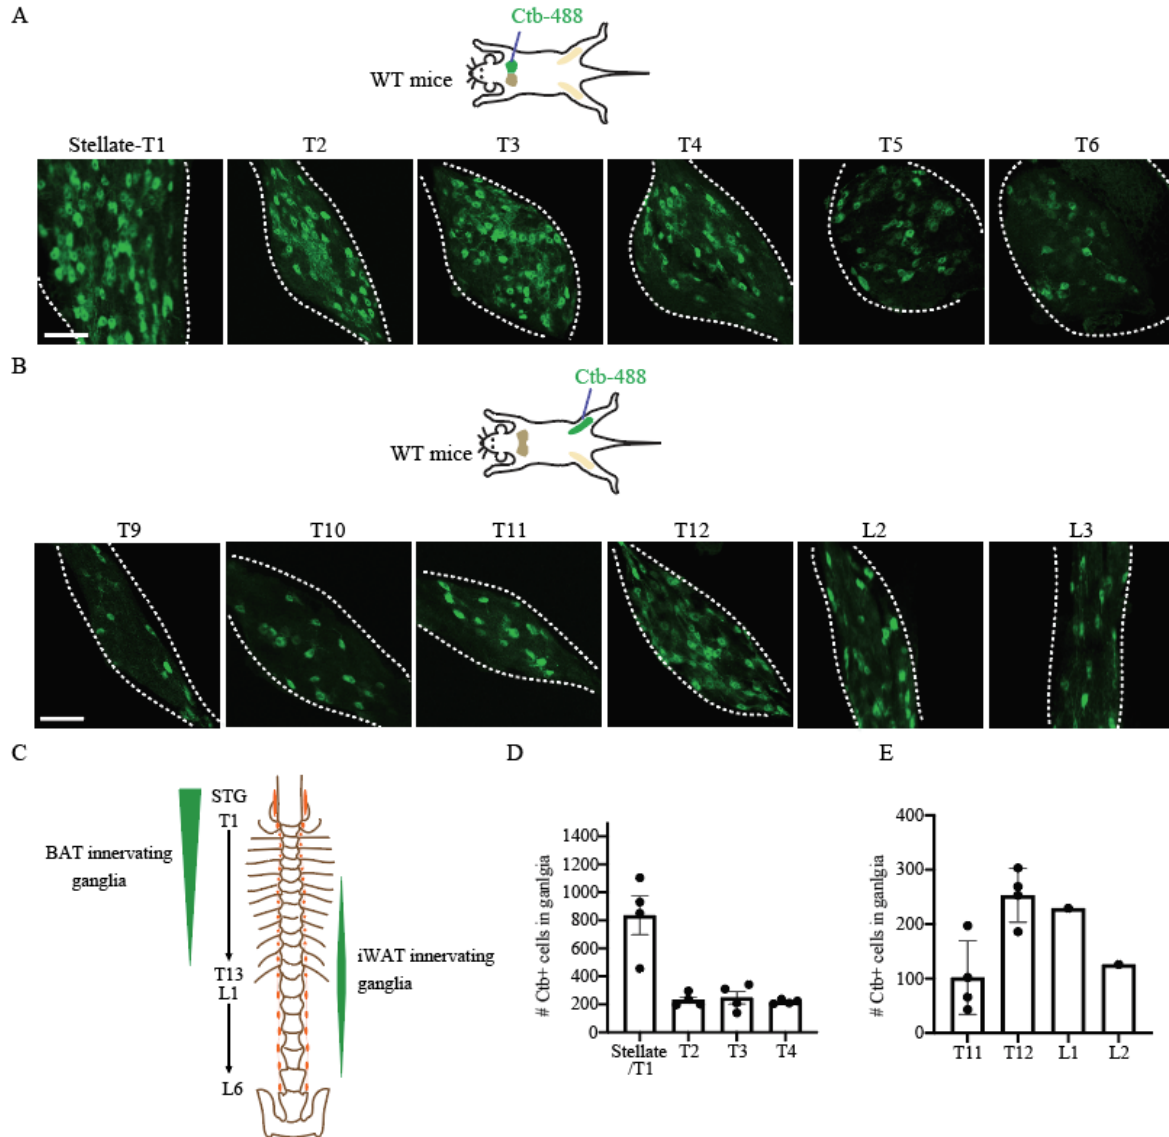 A
Ctb-488
WT mice
Stellate-T1 T2 T3 T4 T5 T6
B
Ctb-488
WT mice
T9 T10 T11 T12 L2 L3
C
STG
T1
BAT innervating
ganglia
T13
L1
iWAT innervating
ganglia
L6
D
# Ctb+ cells in ganlgia
1400
1200
1000
800
600
400
200
0
Stellate
/T1
T2 T3 T4
E
# Ctb+ cells in ganlgia
400
300
200
100
0
T11 T12 L1 L2